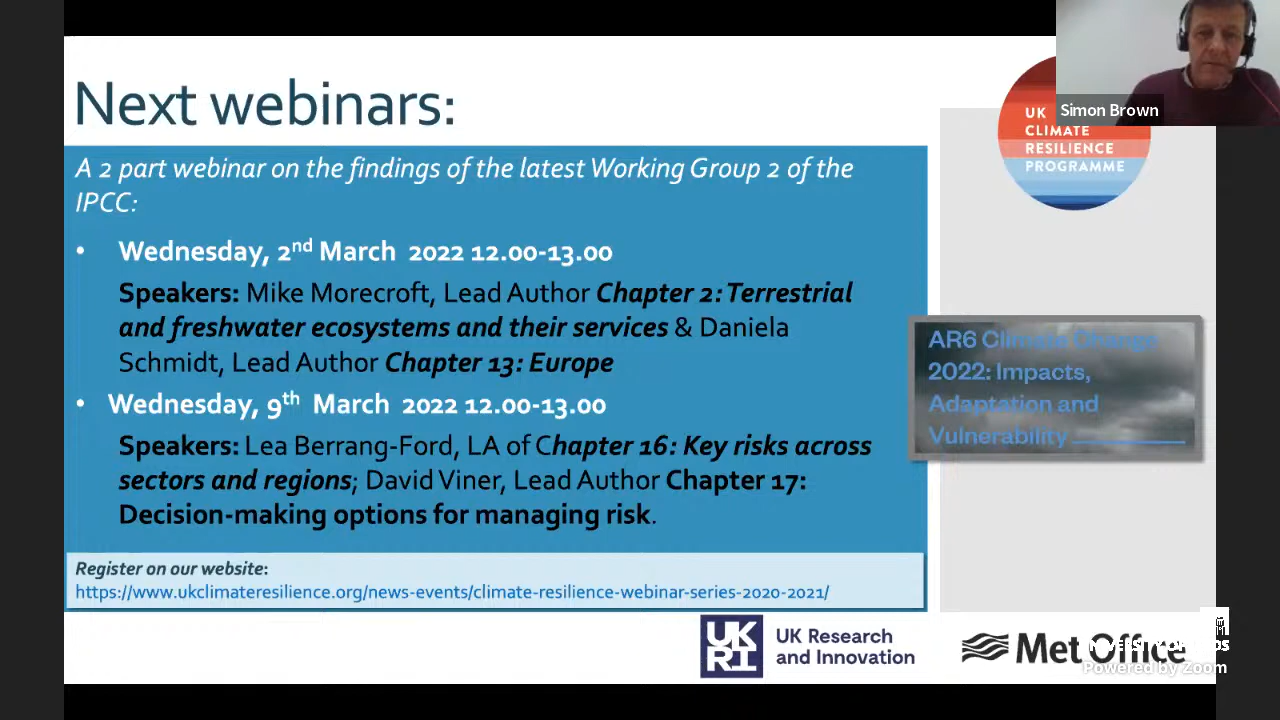 Next webinars:
A 2 part webinar on the findings of the latest Working Group 2 of the
IPCC:
• Wednesday, 2nd March 2022 12.00-13.00
Speakers: Mike Morecroft, Lead Author Chapter 2: Terrestrial
and freshwater ecosystems and their services & Daniela
Schmidt, Lead Author Chapter 13: Europe
• Wednesday, 9th March 2022 12.00-13.00
Speakers: Lea Berrang-Ford, LA of Chapter 16: Key risks across
sectors and regions; David Viner, Lead Author Chapter 17:
Decision-making options for managing risk.
Register on our website:
https://www.ukclimateresilience.org/news-events/climate-resilience-webinar-series-2020-2021/
Simon Brown
UK
CLIMATE
RESILIENCE
PROGRAMME
AR6 Climate Change
2022: Impacts,
Adaptation and
Vulnerability
UK
RI
UK Research
and Innovation
Met Office
Powered by Zoom